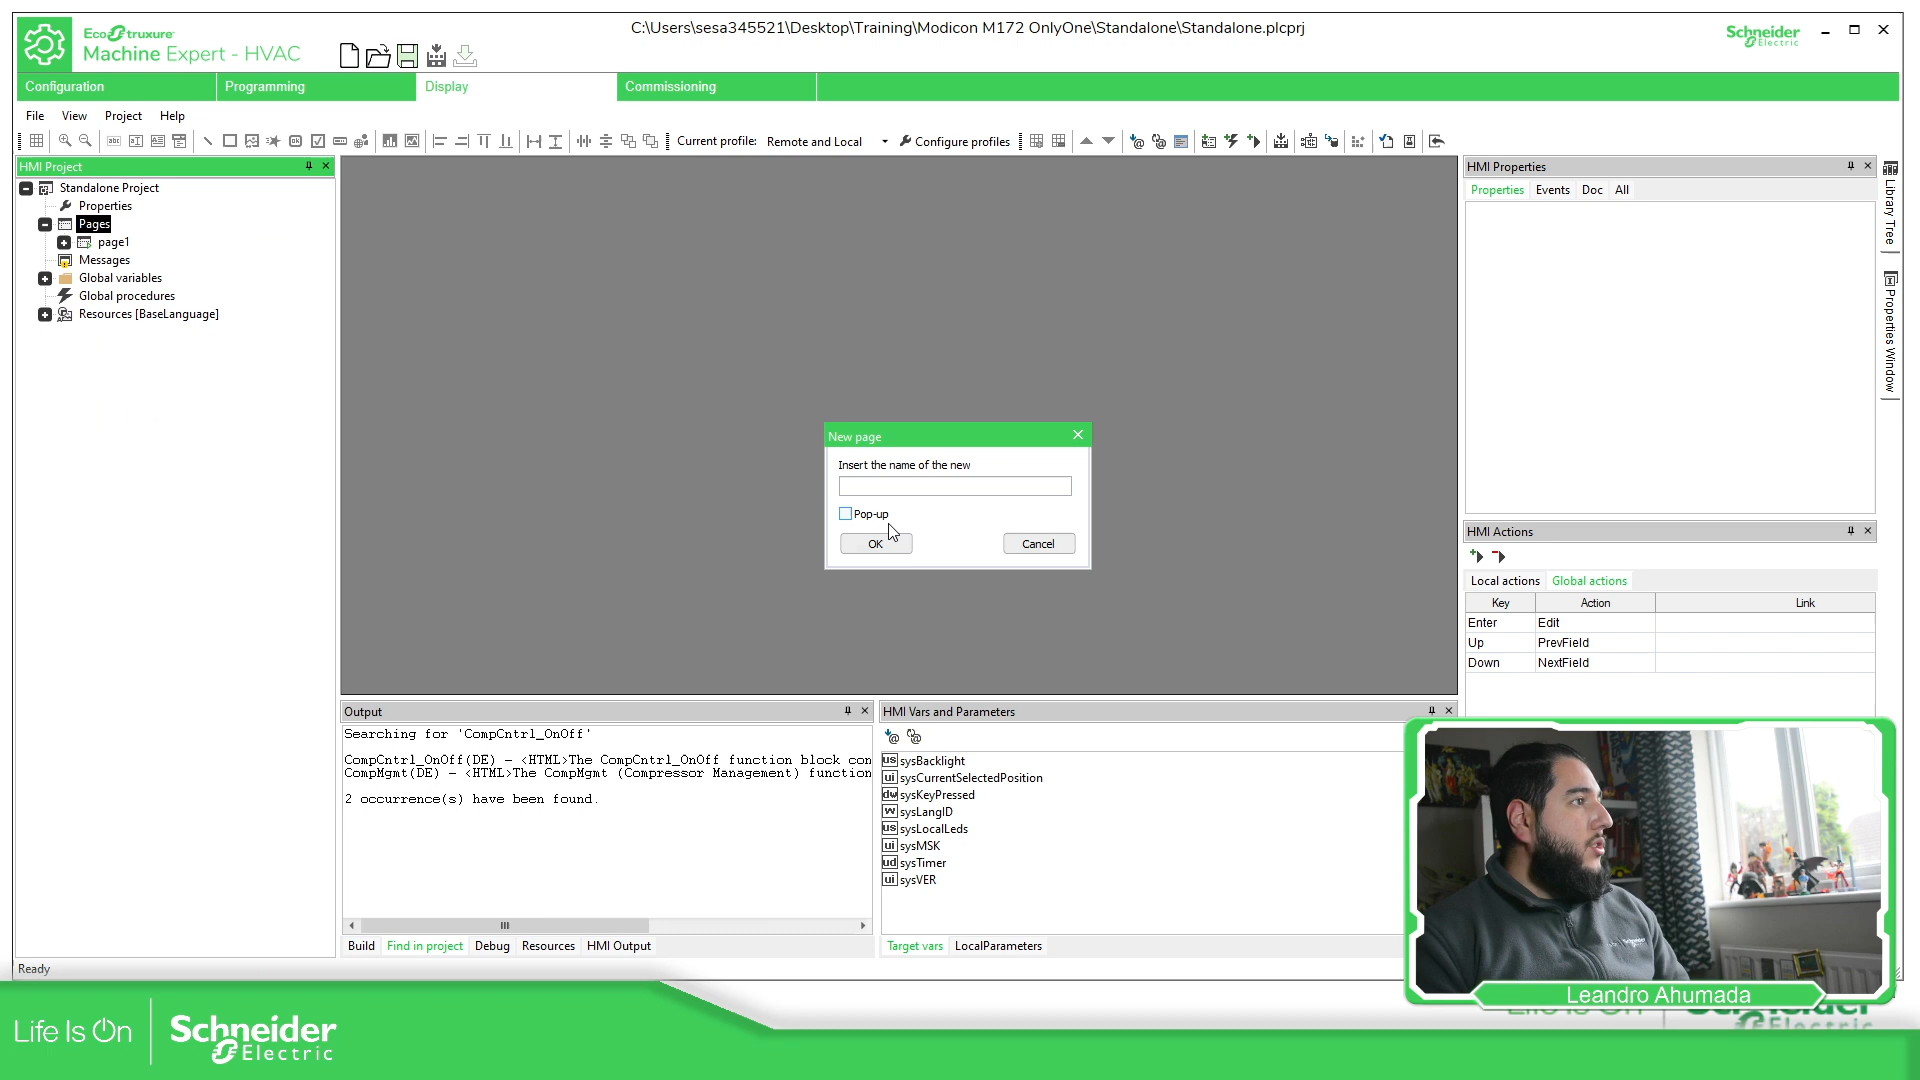 C:\Users\sesa345521\Desktop\Training\Modicon M172 OnlyOne\Standalone\Standalone.plcprj
EcoStruxure
Machine Expert - HVAC
Schneider
Electric
Configuration
Programming
Display
Commissioning
File
View
Project
Help
Current profile:
Remote and Local
Configure profiles
HMI Project
Standalone Project
Properties
Pages
page1
Messages
Global variables
Global procedures
Resources [BaseLanguage]
New page
Insert the name of the new
Pop-up
OK
Cancel
HMI Properties
Properties
Events
Doc
All
Library Tree
Properties Window
HMI Actions
Local actions
Global actions
Key
Action
Link
Enter
Edit
Up
PrevField
Down
NextField
Output
Searching for 'CompCntrl_OnOff'
CompCntrl_OnOff(DE) - <HTML>The CompCntrl_OnOff function block con
CompMgmt(DE) - <HTML>The CompMgmt (Compressor Management) function
2 occurrence(s) have been found.
Build
Find in project
Debug
Resources
HMI Output
HMI Vars and Parameters
us sysBacklight
ui sysCurrentSelectedPosition
dw sysKeyPressed
w sysLangID
us sysLocalLeds
ui sysMSK
ud sysTimer
ui sysVER
Target vars
LocalParameters
Ready
Leandro Ahumada
Life Is On
Schneider
Electric